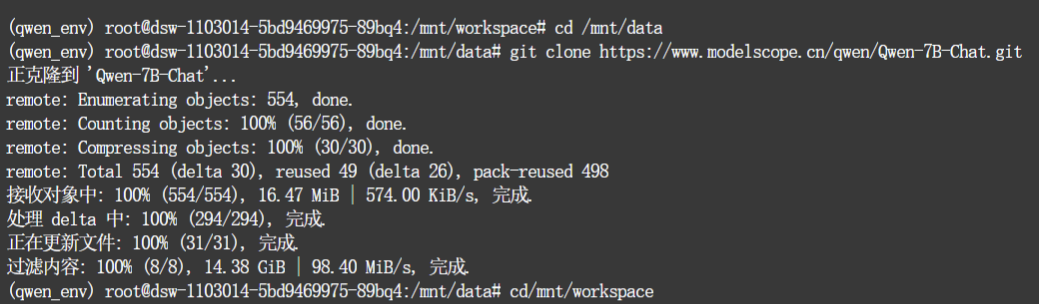 (qwen_env) root@dsw-1103014-5bd9469975-89bq4:/mnt/workspace# cd /mnt/data
(qwen_env) root@dsw-1103014-5bd9469975-89bq4:/mnt/data# git clone https://www.modelscope.cn/qwen/Qwen-7B-Chat.git
正克隆到 'Qwen-7B-Chat'...
remote: Enumerating objects: 554, done.
remote: Counting objects: 100% (56/56), done.
remote: Compressing objects: 100% (30/30), done.
remote: Total 554 (delta 30), reused 49 (delta 26), pack-reused 498
接收对象中: 100% (554/554), 16.47 MiB | 574.00 KiB/s, 完成.
处理 delta 中: 100% (294/294), 完成.
正在更新文件: 100% (31/31), 完成.
过滤内容: 100% (8/8), 14.38 GiB | 98.40 MiB/s, 完成.
(qwen_env) root@dsw-1103014-5bd9469975-89bq4:/mnt/data# cd/mnt/workspace